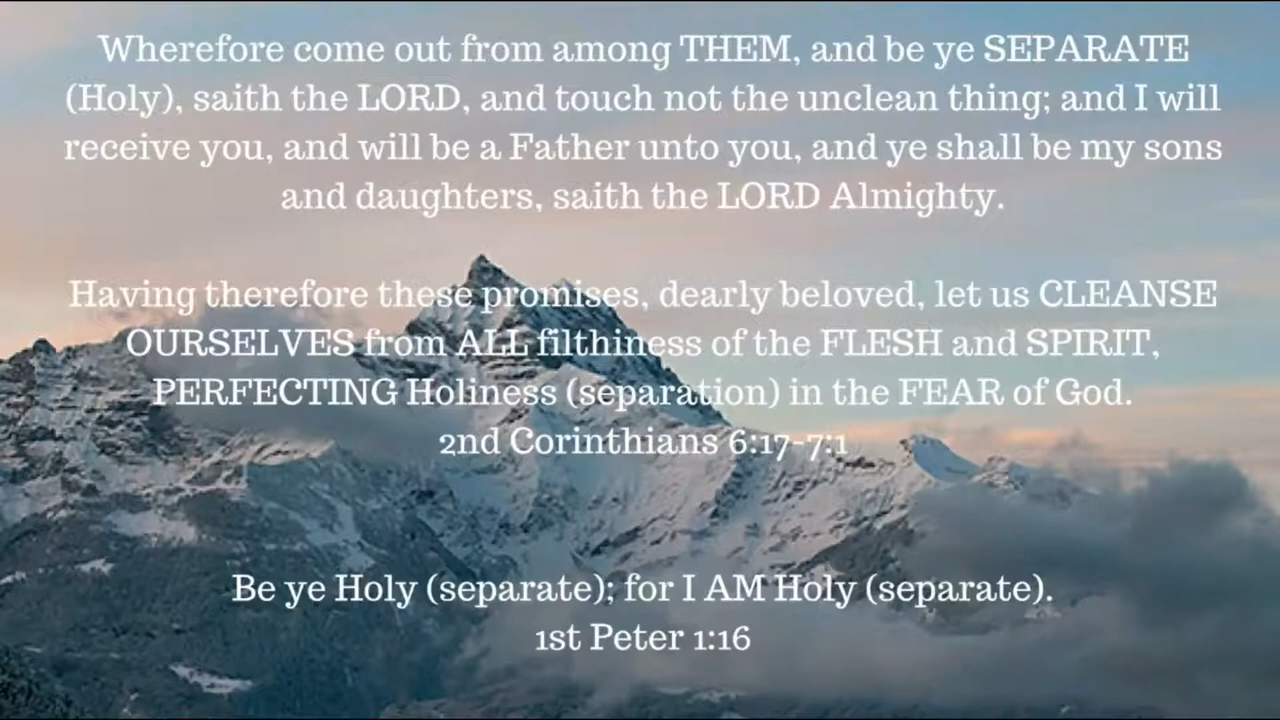 Wherefore come out from among THEM, and be ye SEPARATE
(Holy), saith the LORD, and touch not the unclean thing; and I will
receive you, and will be a Father unto you, and ye shall be my sons
and daughters, saith the LORD Almighty.
Having therefore these promises, dearly beloved, let us CLEANSE
OURSELVES from ALL filthiness of the FLESH and SPIRIT,
PERFECTING Holiness (separation) in the FEAR of God.
2nd Corinthians 6:17-7:1
Be ye Holy (separate); for I AM Holy (separate).
1st Peter 1:16